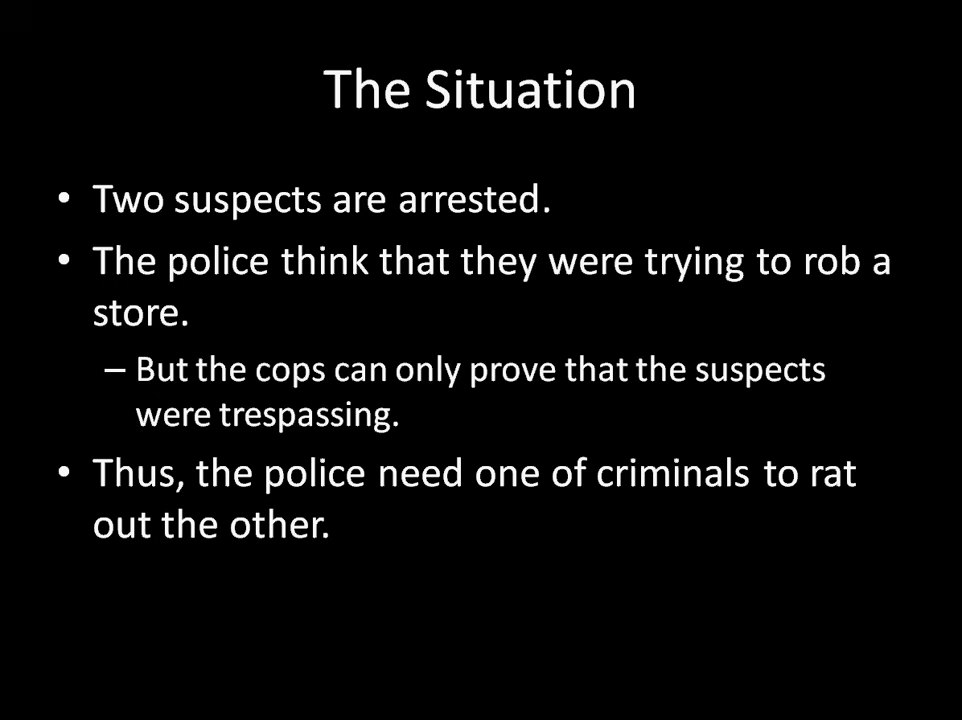 The Situation
• Two suspects are arrested.
• The police think that they were trying to rob a
store.
– But the cops can only prove that the suspects
were trespassing.
• Thus, the police need one of criminals to rat
out the other.